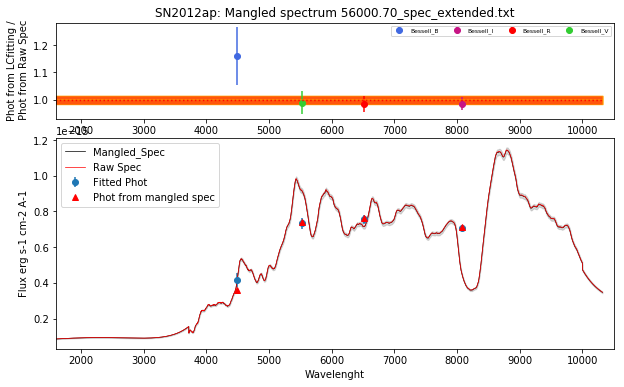 SN2012ap: Mangled spectrum 56000.70_spec_extended.txt
Phot from LCfitting /
Phot from Raw Spec
1.2
1.1
1.0
Bessell_B
Bessell_I
Bessell_R
Bessell_V
2000 3000 4000 5000 6000 7000 8000 9000 10000
Flux erg s-1 cm-2 A-1
1.2
1.0
0.8
0.6
0.4
0.2
Mangled_Spec
Raw Spec
Fitted Phot
Phot from mangled spec
2000 3000 4000 5000 6000 7000 8000 9000 10000
Wavelenght